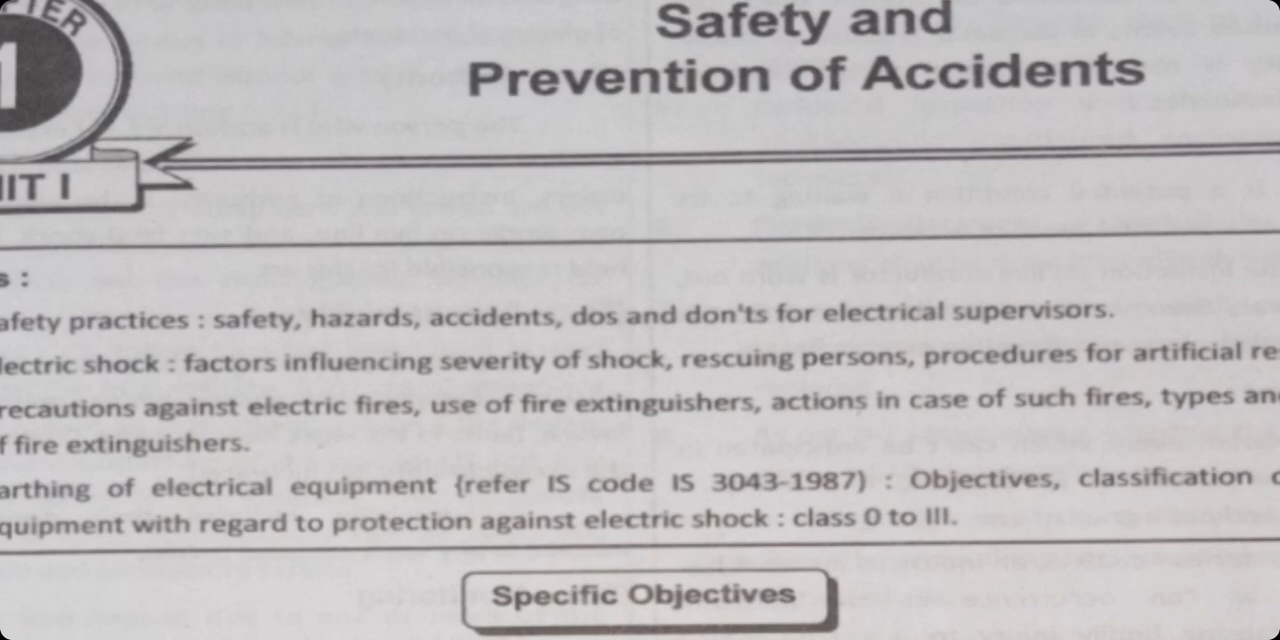 Safety and
Prevention of Accidents
1
IT I
s :
afety practices : safety, hazards, accidents, dos and don'ts for electrical supervisors.
lectric shock : factors influencing severity of shock, rescuing persons, procedures for artificial re
recautions against electric fires, use of fire extinguishers, actions in case of such fires, types an
f fire extinguishers.
arthing of electrical equipment (refer IS code IS 3043-1987) : Objectives, classification o
quipment with regard to protection against electric shock : class 0 to III.
Specific Objectives